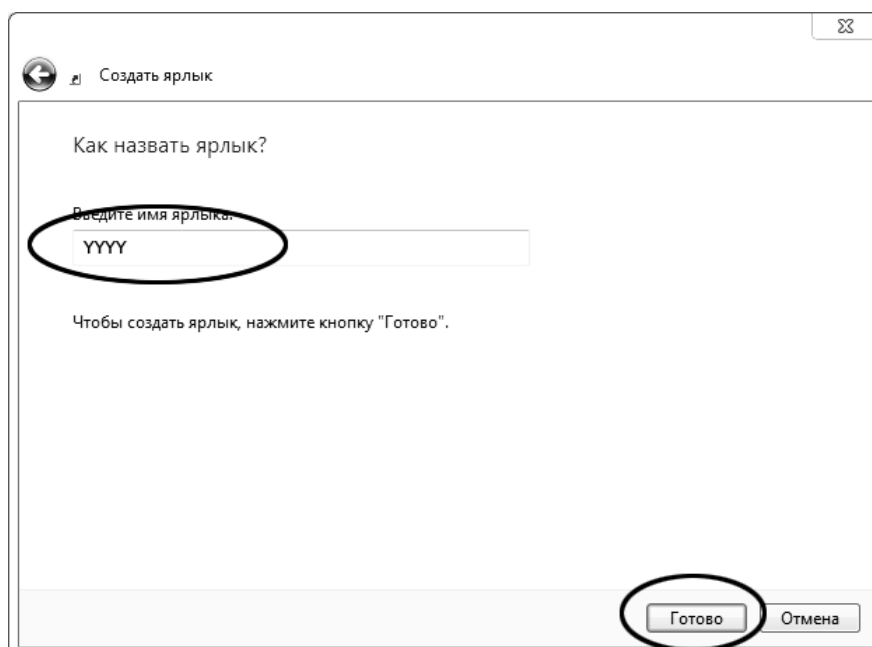 Создать ярлык
Как назвать ярлык?
Введите имя ярлыка:
YYYY
Чтобы создать ярлык, нажмите кнопку "Готово".
Готово
Отмена